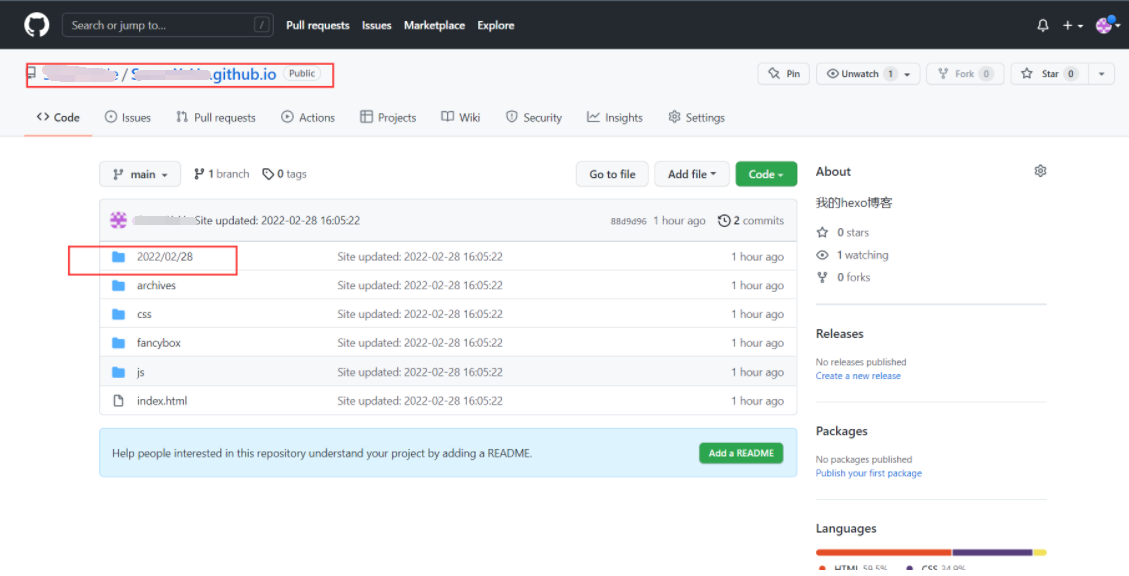 Search or jump to... /
Pull requests Issues Marketplace Explore
.github.io Public
Pin Unwatch 1 Fork 0 Star 0
Code Issues Pull requests Actions Projects Wiki Security Insights Settings
main 1 branch 0 tags Go to file Add file Code
Site updated: 2022-02-28 16:05:22 88d9d96 1 hour ago 2 commits
2022/02/28 Site updated: 2022-02-28 16:05:22 1 hour ago
archives Site updated: 2022-02-28 16:05:22 1 hour ago
css Site updated: 2022-02-28 16:05:22 1 hour ago
fancybox Site updated: 2022-02-28 16:05:22 1 hour ago
js Site updated: 2022-02-28 16:05:22 1 hour ago
index.html Site updated: 2022-02-28 16:05:22 1 hour ago
Help people interested in this repository understand your project by adding a README. Add a README
About
我的hexo博客
0 stars
1 watching
0 forks
Releases
No releases published
Create a new release
Packages
No packages published
Publish your first package
Languages
HTML 59.5% CSS 34.9%